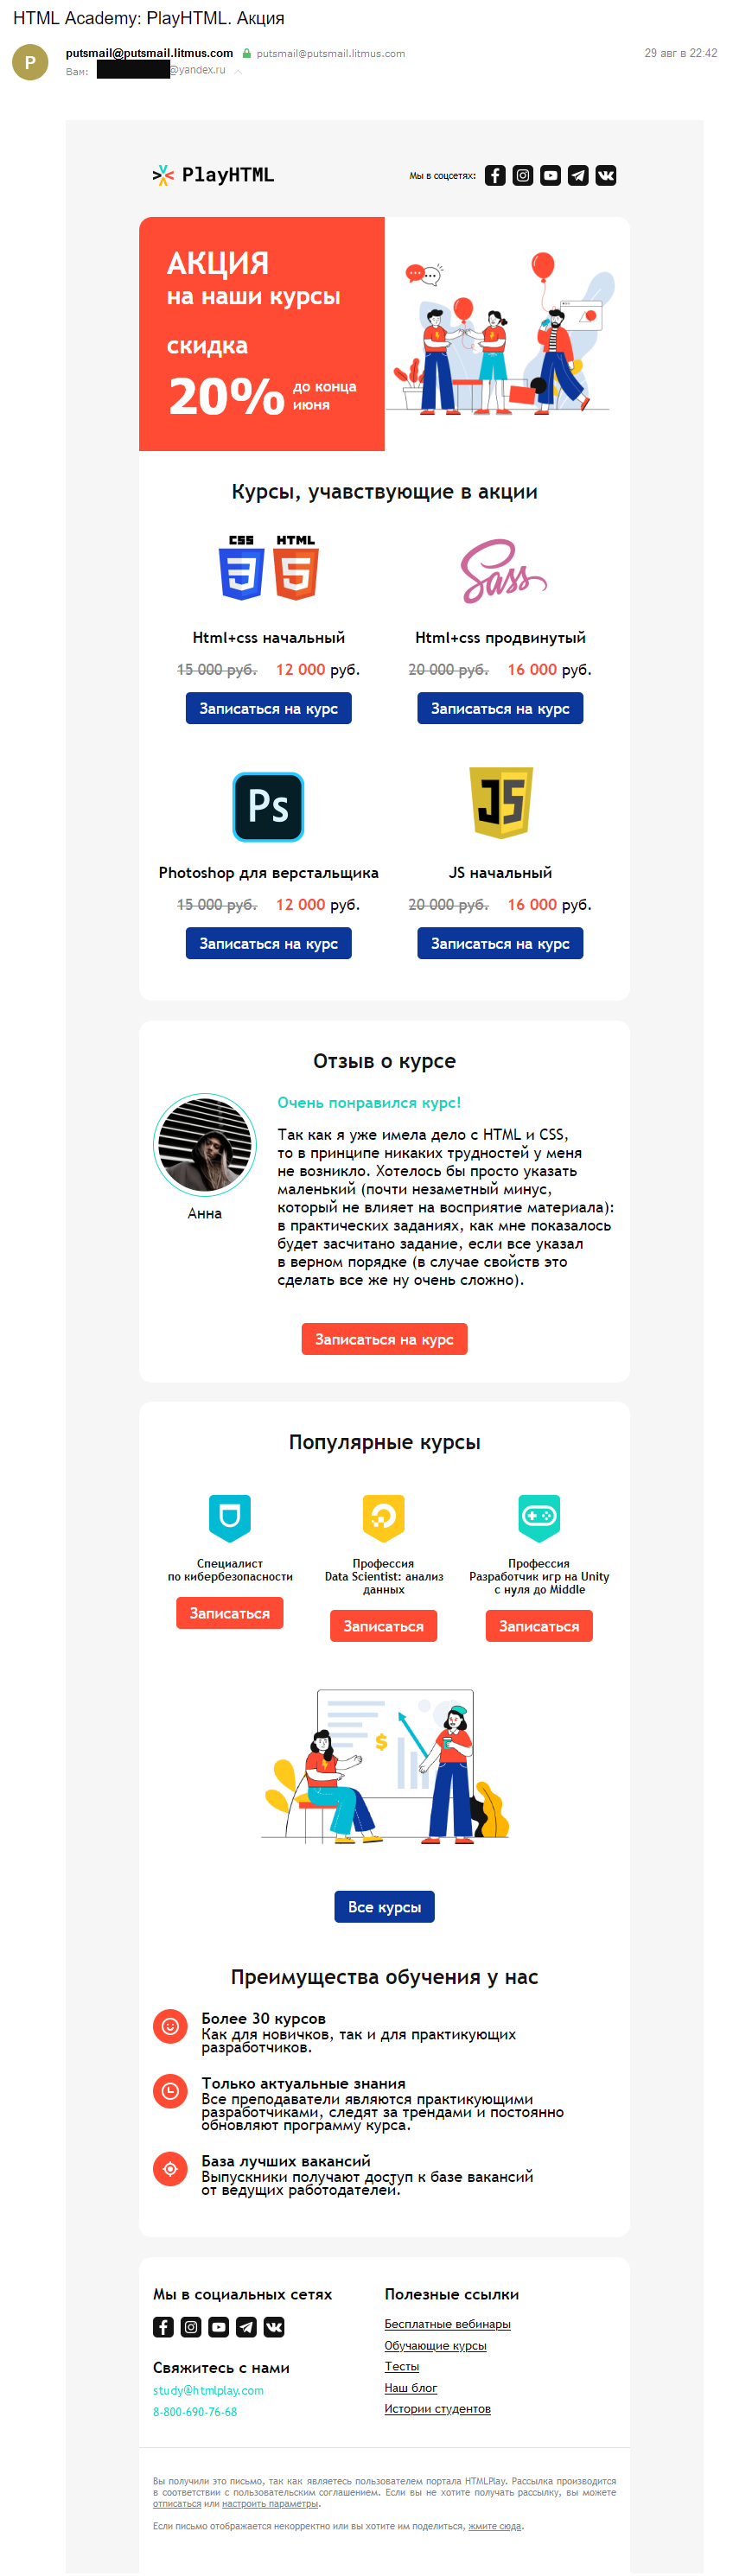 HTML Academy: PlayHTML. Акция
P
putsmail@putsmail.litmus.com putsmail@putsmail.litmus.com 29 авг в 22:42
Вам: @yandex.ru
PlayHTML
Мы в соцсетях:
АКЦИЯ
на наши курсы
скидка
20% до конца
июня
Курсы, учавствующие в акции
CSS HTML
3 5
Sass
Html+css начальный
15 000 руб. 12 000 руб.
Записаться на курс
Html+css продвинутый
20 000 руб. 16 000 руб.
Записаться на курс
Ps
Photoshop для верстальщика
15 000 руб. 12 000 руб.
Записаться на курс
JS
JS начальный
20 000 руб. 16 000 руб.
Записаться на курс
Отзыв о курсе
Анна
Очень понравился курс!
Так как я уже имела дело с HTML и CSS,
то в принципе никаких трудностей у меня
не возникло. Хотелось бы просто указать
маленький (почти незаметный минус,
который не влияет на восприятие материала):
в практических заданиях, как мне показалось
будет засчитано задание, если все указал
в верном порядке (в случае свойств это
сделать все же ну очень сложно).
Записаться на курс
Популярные курсы
Специалист
по кибербезопасности
Записаться
Профессия
Data Scientist: анализ
данных
Записаться
Профессия
Разработчик игр на Unity
с нуля до Middle
Записаться
$
Все курсы
Преимущества обучения у нас
Более 30 курсов
Как для новичков, так и для практикующих
разработчиков.
Только актуальные знания
Все преподаватели являются практикующими
разработчиками, следят за трендами и постоянно
обновляют программу курса.
База лучших вакансий
Выпускники получают доступ к базе вакансий
от ведущих работодателей.
Мы в социальных сетях
Свяжитесь с нами
study@htmlplay.com
8-800-690-76-68
Полезные ссылки
Бесплатные вебинары
Обучающие курсы
Тесты
Наш блог
Истории студентов
Вы получили это письмо, так как являетесь пользователем портала HTMLPlay. Рассылка производится
в соответствии с пользовательским соглашением. Если вы не хотите получать рассылку, вы можете
отписаться или настроить параметры.
Если письмо отображается некорректно или вы хотите им поделиться, жмите сюда.